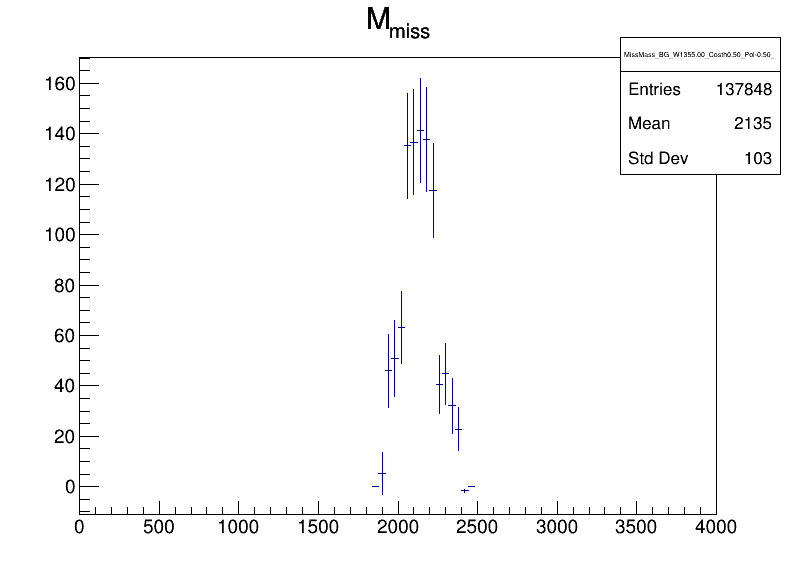 M_miss
MissMass_BG_W1355.00_Costh0.50_Pol-0.50_
Entries 137848
Mean 2135
Std Dev 103
160
140
120
100
80
60
40
20
0
0 500 1000 1500 2000 2500 3000 3500 4000